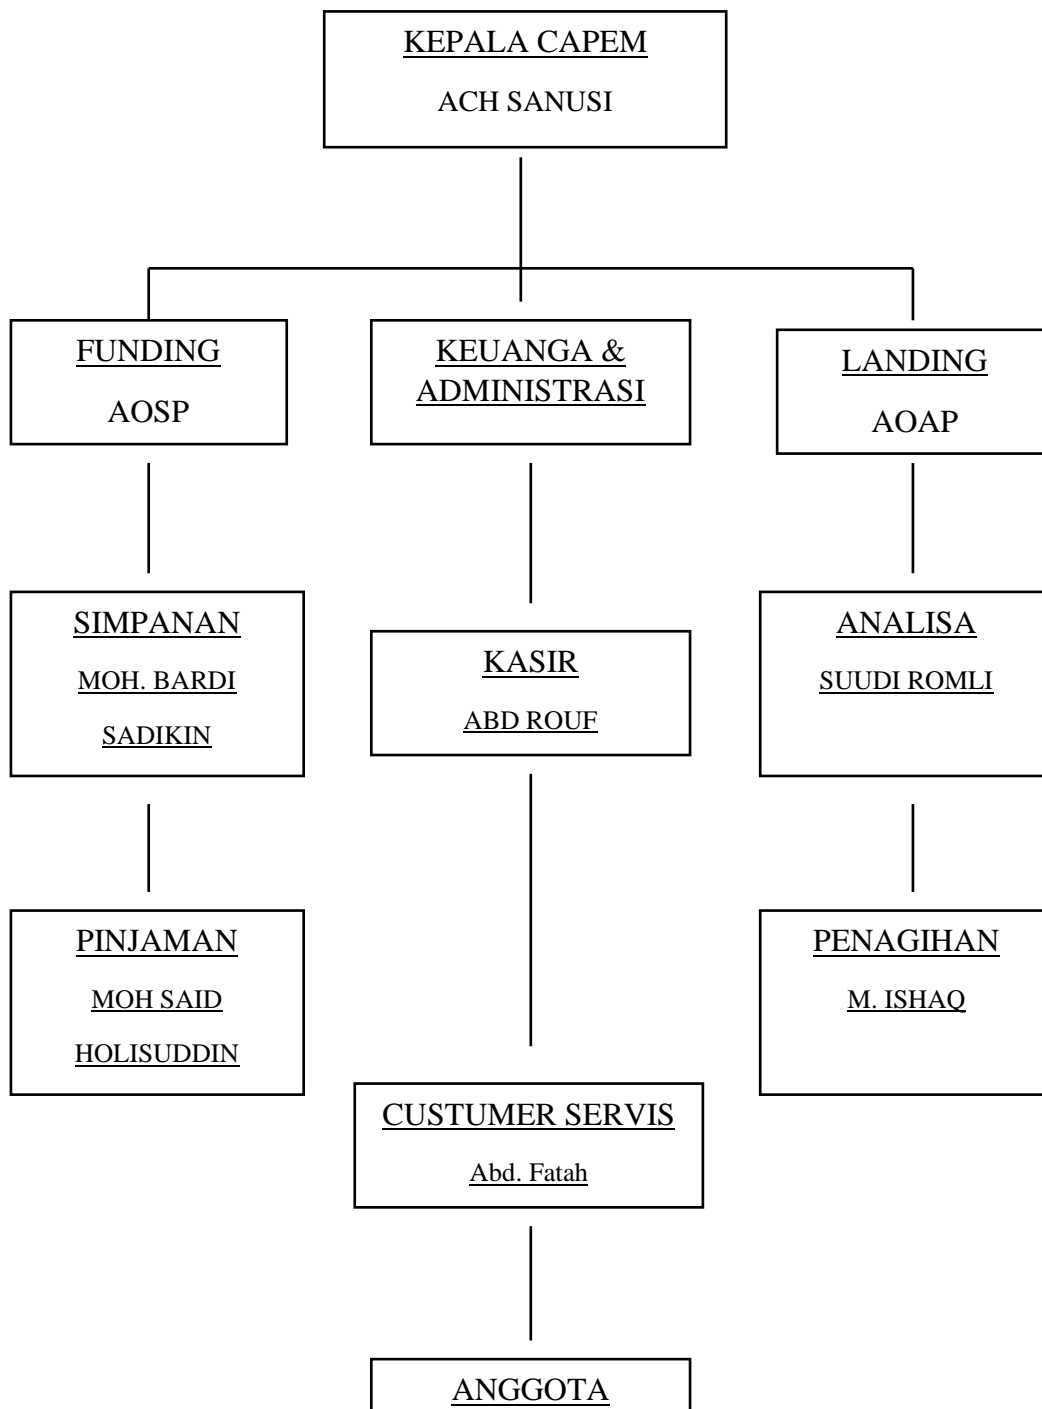 KEPALA CAPEM
ACH SANUSI
FUNDING
AOSP
KEUANGA &
ADMINISTRASI
LANDING
AOAP
SIMPANAN
MOH. BARDI
SADIKIN
KASIR
ABD ROUF
ANALISA
SUUDI ROMLI
PINJAMAN
MOH SAID
HOLISUDDIN
PENAGIHAN
M. ISHAQ
CUSTUMER SERVIS
Abd. Fatah
ANGGOTA